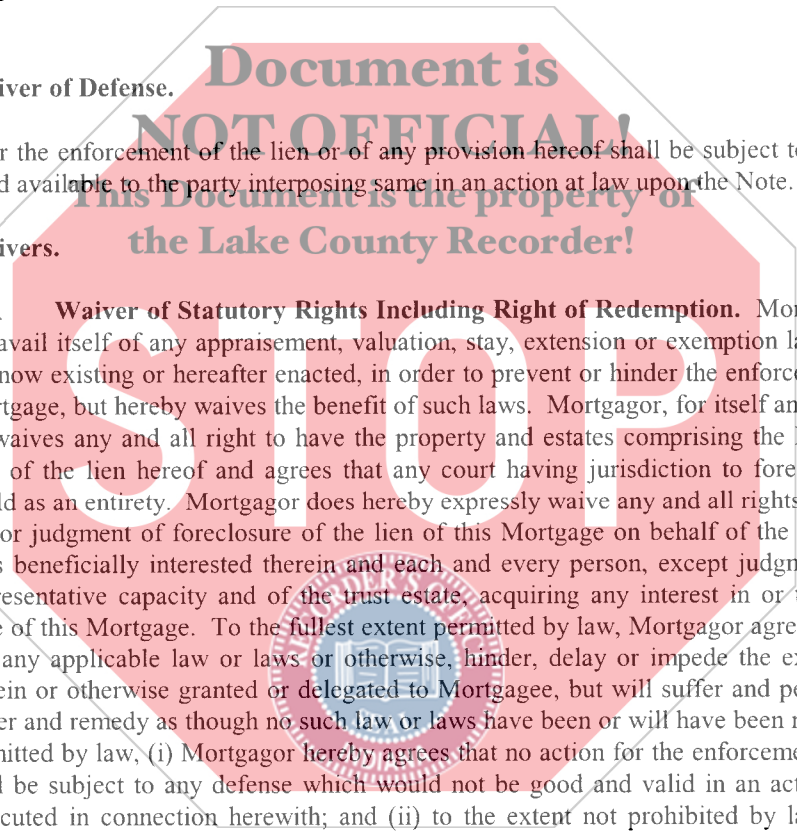 Document is
iver of Defense.
NOT OFFICIAL!
r the enforcement of the lien or of any provision hereof shall be subject to
d available to the party interposing same in an action at law upon the Note.
This Document is the property of
the Lake County Recorder!
ivers.
. Waiver of Statutory Rights Including Right of Redemption. Mor
avail itself of any appraisement, valuation, stay, extension or exemption la
now existing or hereafter enacted, in order to prevent or hinder the enforce
rtgage, but hereby waives the benefit of such laws. Mortgagor, for itself an
waives any and all right to have the property and estates comprising the
of the lien hereof and agrees that any court having jurisdiction to fore
ld as an entirety. Mortgagor does hereby expressly waive any and all rights
STOP
or judgment of foreclosure of the lien of this Mortgage on behalf of the
s beneficially interested therein and each and every person, except judgm
resentative capacity and of the trust estate, acquiring any interest in or t
e of this Mortgage. To the fullest extent permitted by law, Mortgagor agre
any applicable law or laws or otherwise, hinder, delay or impede the ex
ein or otherwise granted or delegated to Mortgagee, but will suffer and pe
er and remedy as though no such law or laws have been or will have been
mitted by law, (i) Mortgagor hereby agrees that no action for the enforceme
l be subject to any defense which would not be good and valid in an act
cuted in connection herewith; and (ii) to the extent not prohibited by la
RECORDER'S OFFICE